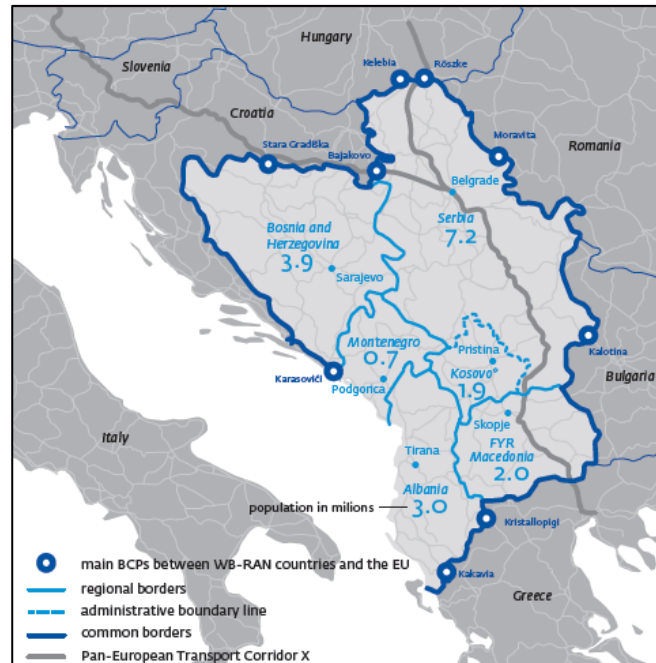 Hungary
Slovenia
Kelebia
Röszke
Croatia
Stara Gradiška
Bajakovo
Moravita
Romania
Belgrade
Serbia
7.2
Bosnia and
Herzegovina
3.9
Sarajevo
Montenegro
0.7
Pristina
Kosovo*
1.9
Kalotina
Bulgaria
Karasovići
Podgorica
Skopje
FYR
Macedonia
2.0
Italy
Tirana
Albania
3.0
population in milions
Kristallopigi
Kakavia
Greece
main BCPs between WB-RAN countries and the EU
regional borders
administrative boundary line
common borders
Pan-European Transport Corridor X